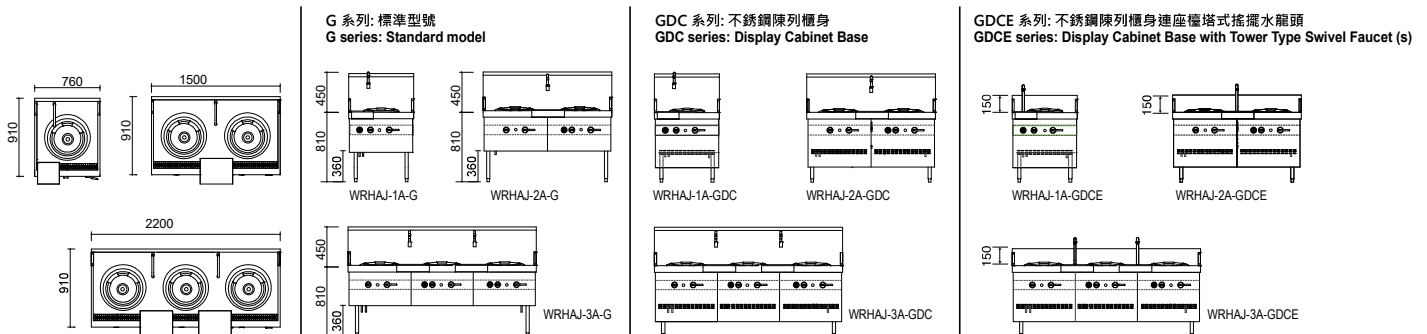 G 系列: 標準型號
G series: Standard model
GDC 系列: 不銹鋼陳列櫃身
GDC series: Display Cabinet Base
GDCE 系列: 不銹鋼陳列櫃身連座檯塔式搖擺水龍頭
GDCE series: Display Cabinet Base with Tower Type Swivel Faucet (s)
760
910
1500
910
450
810
360
WRHAJ-1A-G
450
810
360
WRHAJ-2A-G
WRHAJ-1A-GDC
WRHAJ-2A-GDC
150
WRHAJ-1A-GDCE
150
WRHAJ-2A-GDCE
2200
910
450
810
360
WRHAJ-3A-G
WRHAJ-3A-GDC
150
WRHAJ-3A-GDCE